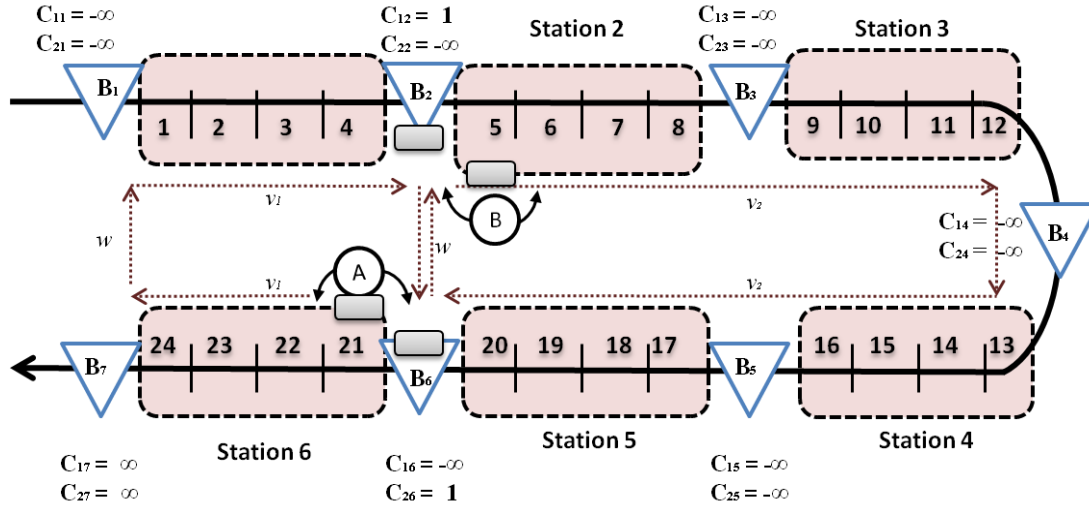 C₁₁ = -∞
C₂₁ = -∞
C₁₂ = 1
C₂₂ = -∞
Station 2
C₁₃ = -∞
C₂₃ = -∞
Station 3
B₁
B₂
B₃
1 2 3 4
5 6 7 8
9 10 11 12
v₁
v₂
B
w
w
A
C₁₄ = -∞
C₂₄ = -∞
B₄
v₁
v₂
24 23 22 21
20 19 18 17
16 15 14 13
B₇
B₆
B₅
Station 6
Station 5
Station 4
C₁₇ = ∞
C₂₇ = ∞
C₁₆ = -∞
C₂₆ = 1
C₁₅ = -∞
C₂₅ = -∞